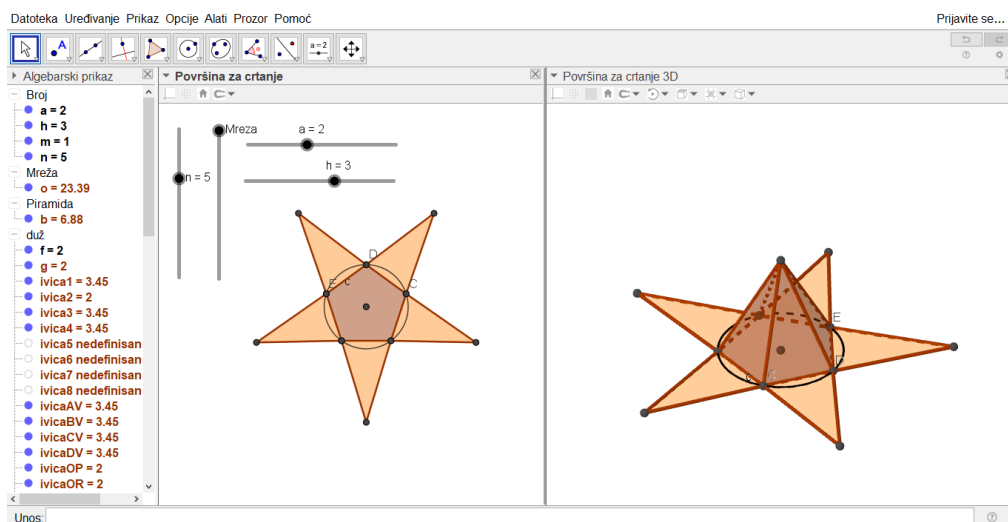 Datoteka Uređivanje Prikaz Opcije Alati Prozor Pomoć
Prijavite se...
A
a = 2
Algebarski prikaz
Površina za crtanje
Površina za crtanje 3D
Broj
a = 2
h = 3
m = 1
n = 5
Mreža
o = 23.39
Piramida
b = 6.88
duž
f = 2
g = 2
ivica1 = 3.45
ivica2 = 2
ivica3 = 3.45
ivica4 = 3.45
ivica5 nedefinisan
ivica6 nedefinisan
ivica7 nedefinisan
ivica8 nedefinisan
ivicaAV = 3.45
ivicaBV = 3.45
ivicaCV = 3.45
ivicaDV = 3.45
ivicaOP = 2
ivicaOR = 2
Mreza
a = 2
h = 3
n = 5
D
E
c
C
E
D
c
Unos: